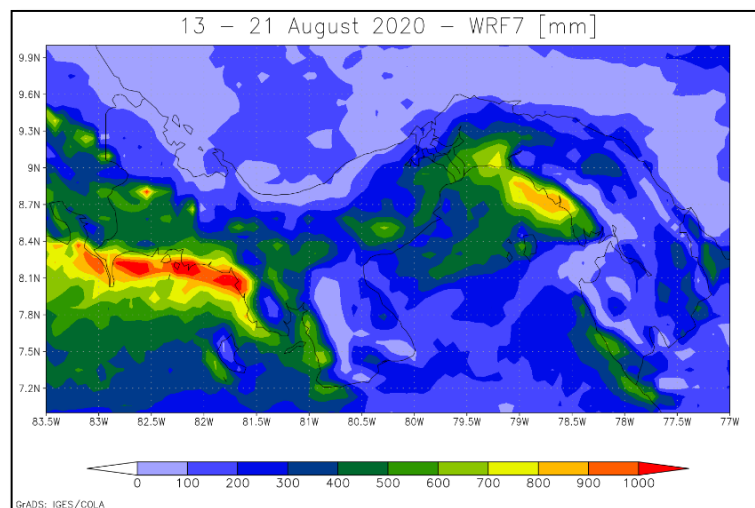 13 - 21 August 2020 - WRF7 [mm]
9.9N
9.6N
9.3N
9N
8.7N
8.4N
8.1N
7.8N
7.5N
7.2N
83.5W 83W 82.5W 82W 81.5W 81W 80.5W 80W 79.5W 79W 78.5W 78W 77.5W 77W
0 100 200 300 400 500 600 700 800 900 1000
GrADS: IGES/COLA